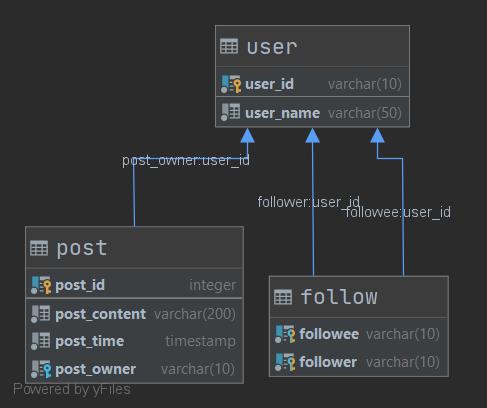 user
user_id varchar(10)
user_name varchar(50)
post_owner:user_id
follower:user_id
followee:user_id
post
post_id integer
post_content varchar(200)
post_time timestamp
post_owner varchar(10)
follow
followee varchar(10)
follower varchar(10)
Powered by yFiles